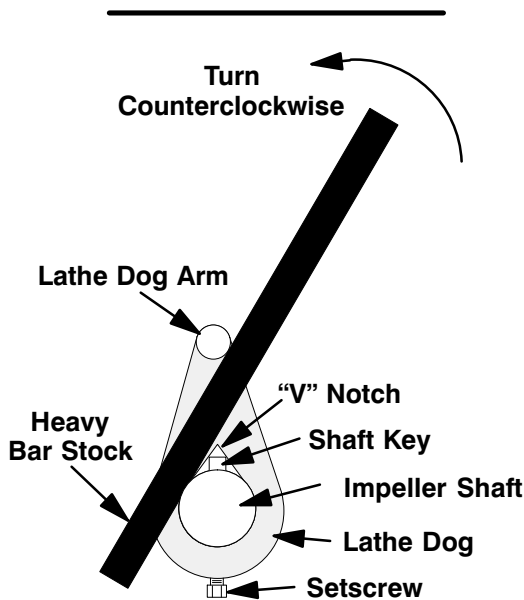 Turn
Counterclockwise
Lathe Dog Arm
“V” Notch
Heavy
Bar Stock
Shaft Key
Impeller Shaft
Lathe Dog
Setscrew